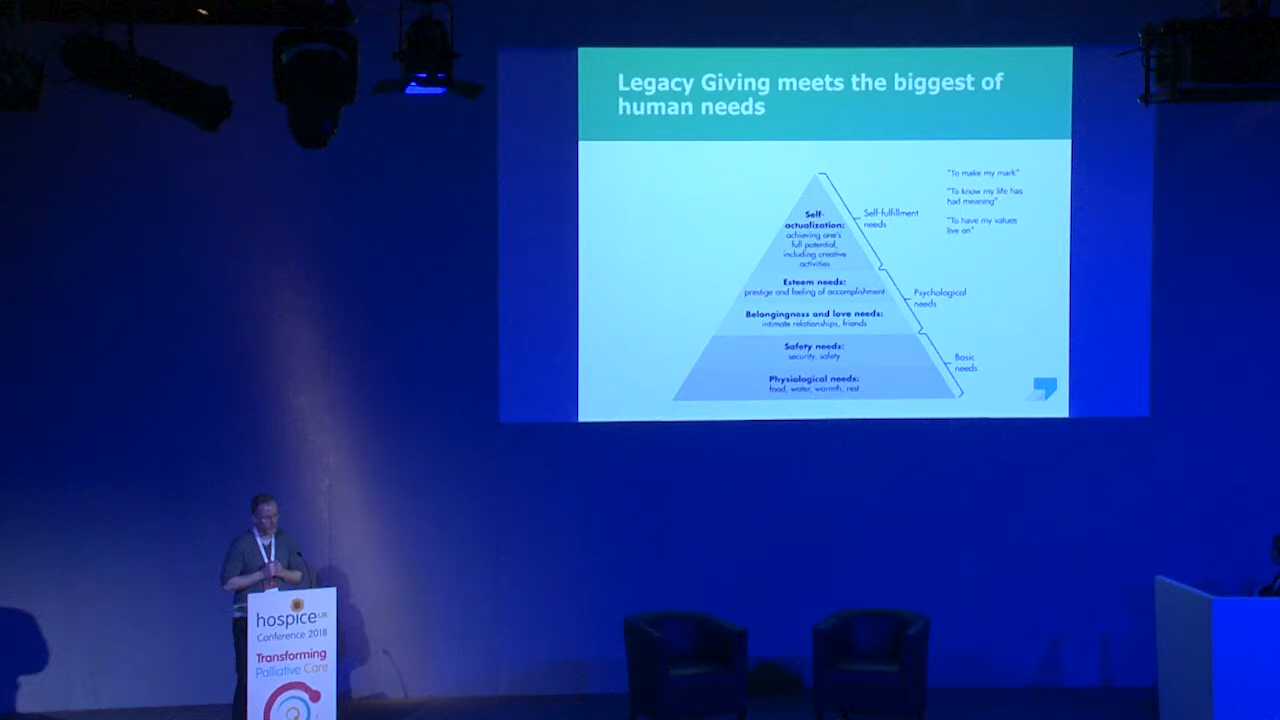 Legacy Giving meets the biggest of
human needs
"To make my mark"
"To know my life has
had meaning"
"To have my values
live on"
Self-
actualization:
achieving one's
full potential,
including creative
activities
Self-fulfillment
needs
Esteem needs:
prestige and feeling of accomplishment
Psychological
needs
Belongingness and love needs:
intimate relationships, friends
Safety needs:
security, safety
Basic
needs
Physiological needs:
food, water, warmth, rest
hospice UK
Conference 2018
Transforming
Palliative Care